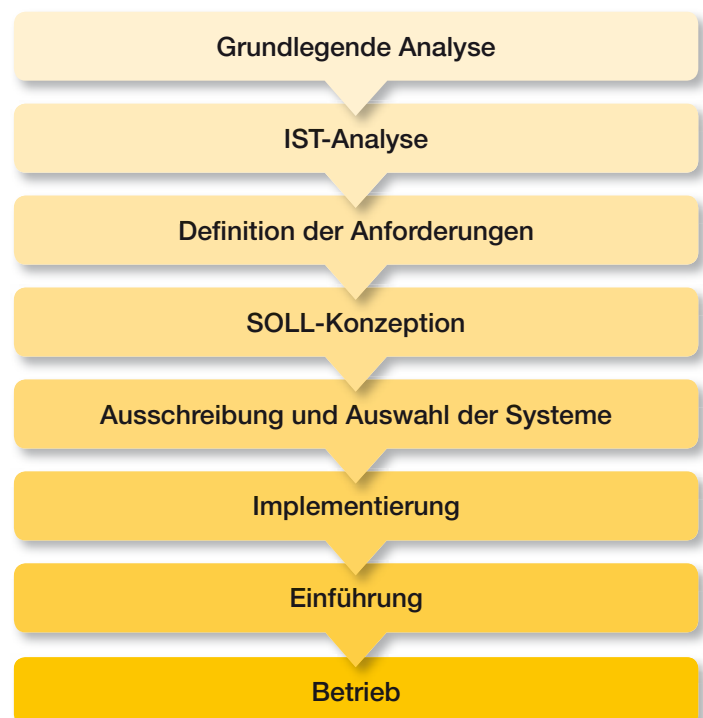 Grundlegende Analyse
IST-Analyse
Definition der Anforderungen
SOLL-Konzeption
Ausschreibung und Auswahl der Systeme
Implementierung
Einführung
Betrieb